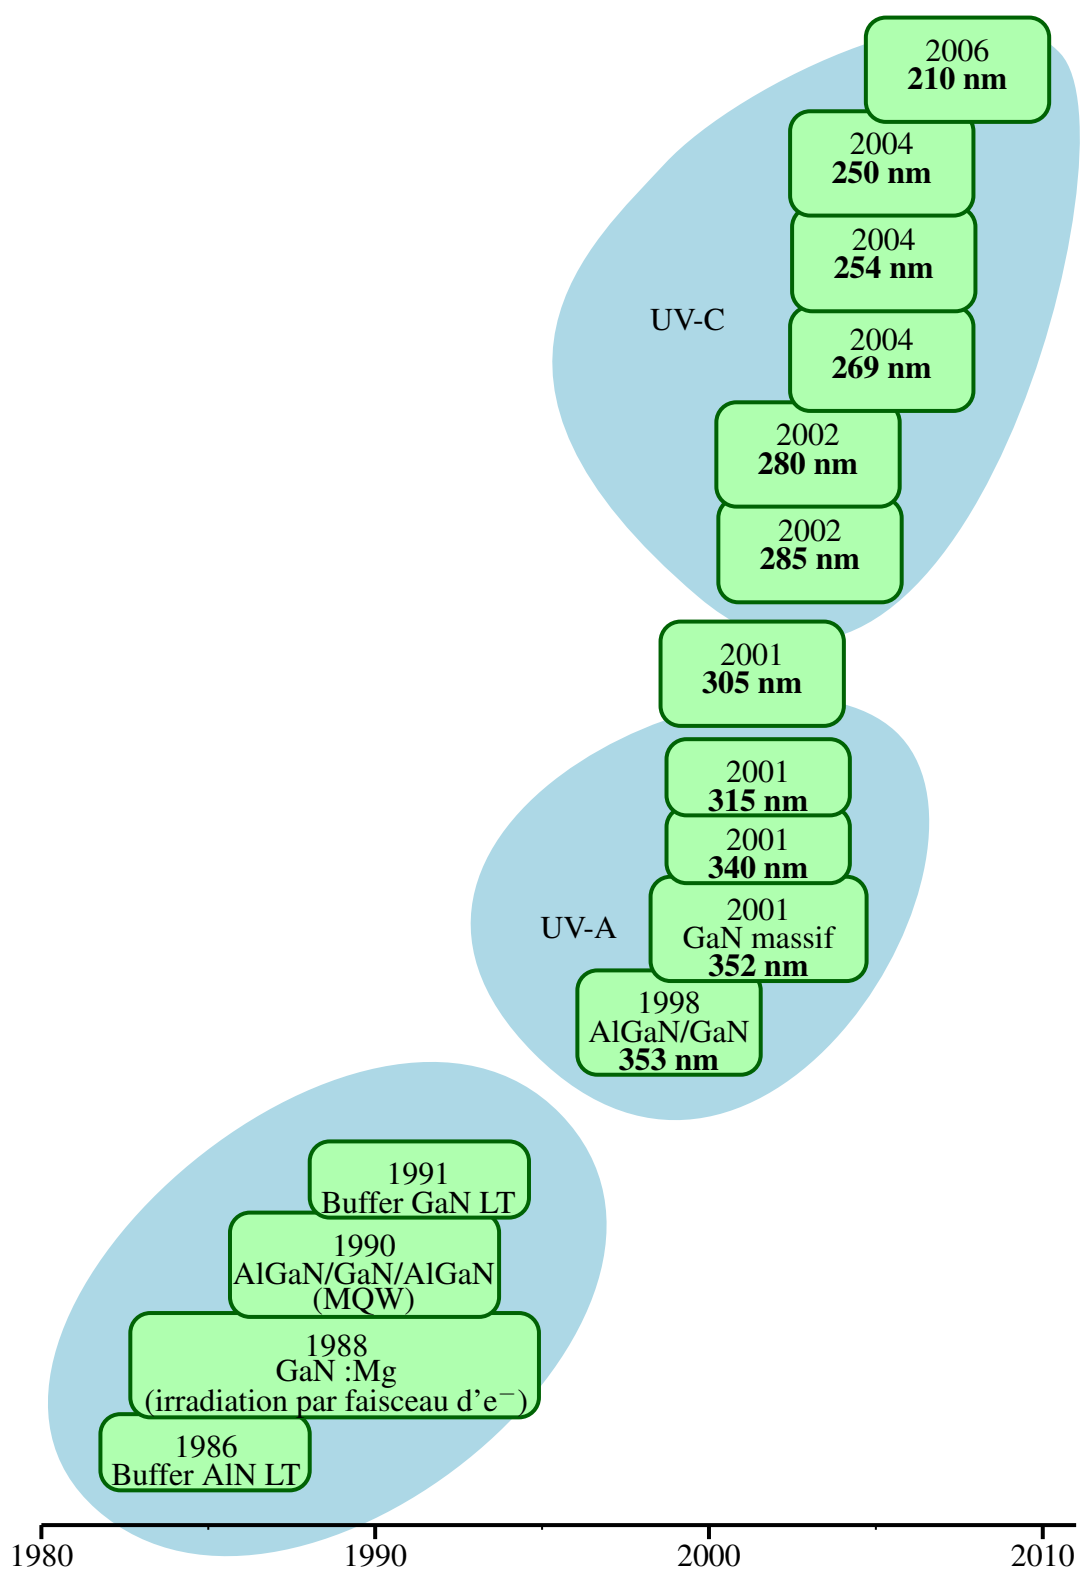 2006
210 nm
2004
250 nm
2004
254 nm
UV-C
2004
269 nm
2002
280 nm
2002
285 nm
2001
305 nm
2001
315 nm
2001
340 nm
UV-A
2001
GaN massif
352 nm
1998
AlGaN/GaN
353 nm
1991
Buffer GaN LT
1990
AlGaN/GaN/AlGaN
(MQW)
1988
GaN :Mg
(irradiation par faisceau d’e⁻)
1986
Buffer AlN LT
1980 1990 2000 2010